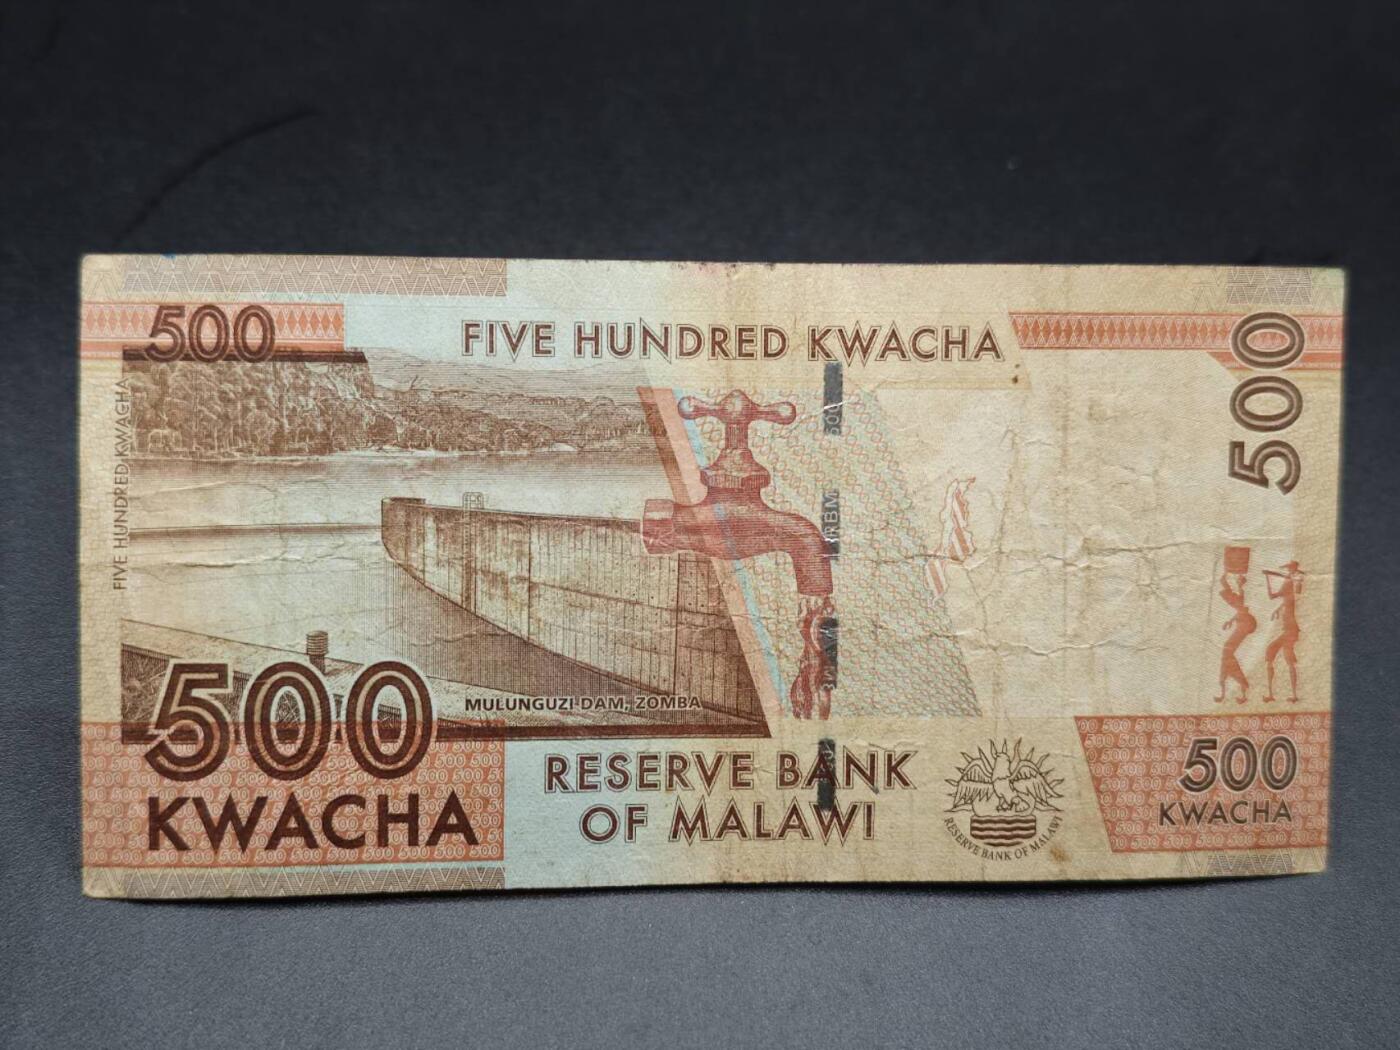 500
FIVE HUNDRED KWACHA
500
FIVE HUNDRED KWACHA
RBM
MULUNGUZI DAM, ZOMBA
500
KWACHA
RESERVE BANK
OF MALAWI
RESERVE BANK OF MALAWI
500
KWACHA